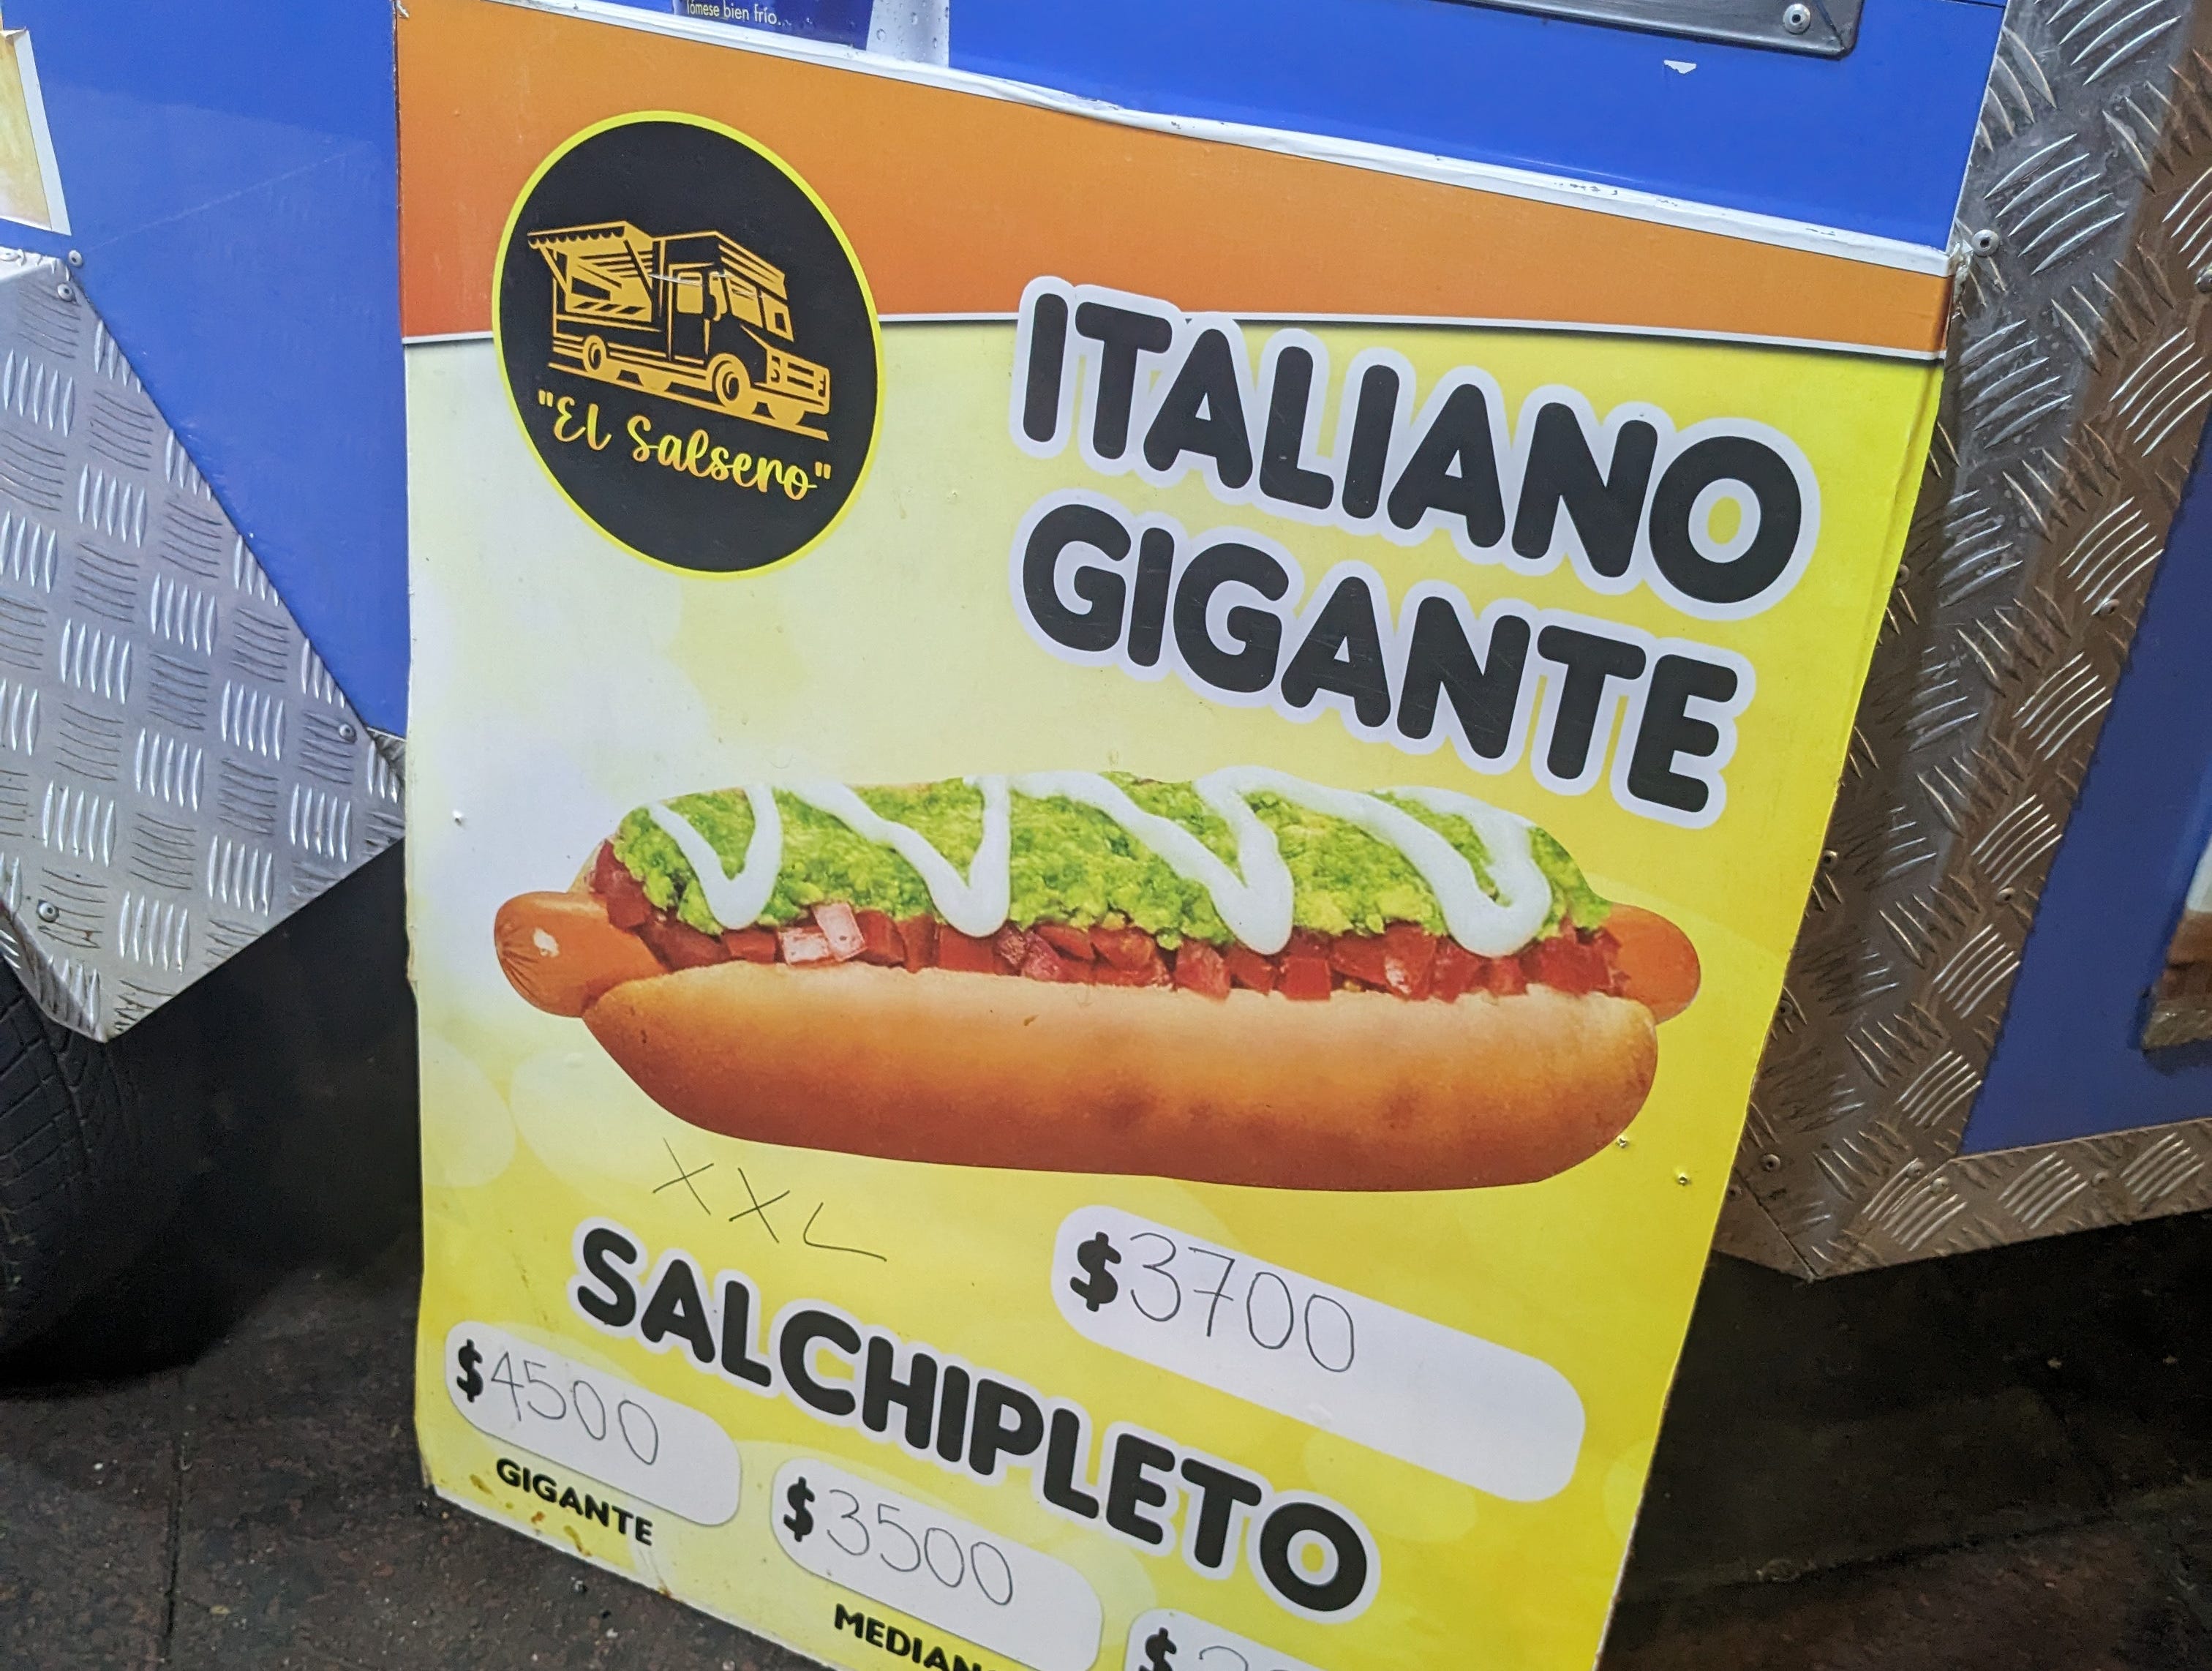 Tómese bien frío...
"El Salsero"
ITALIANO
GIGANTE
XXL
$3700
SALCHIPLETO
$4500
GIGANTE
$3500
$